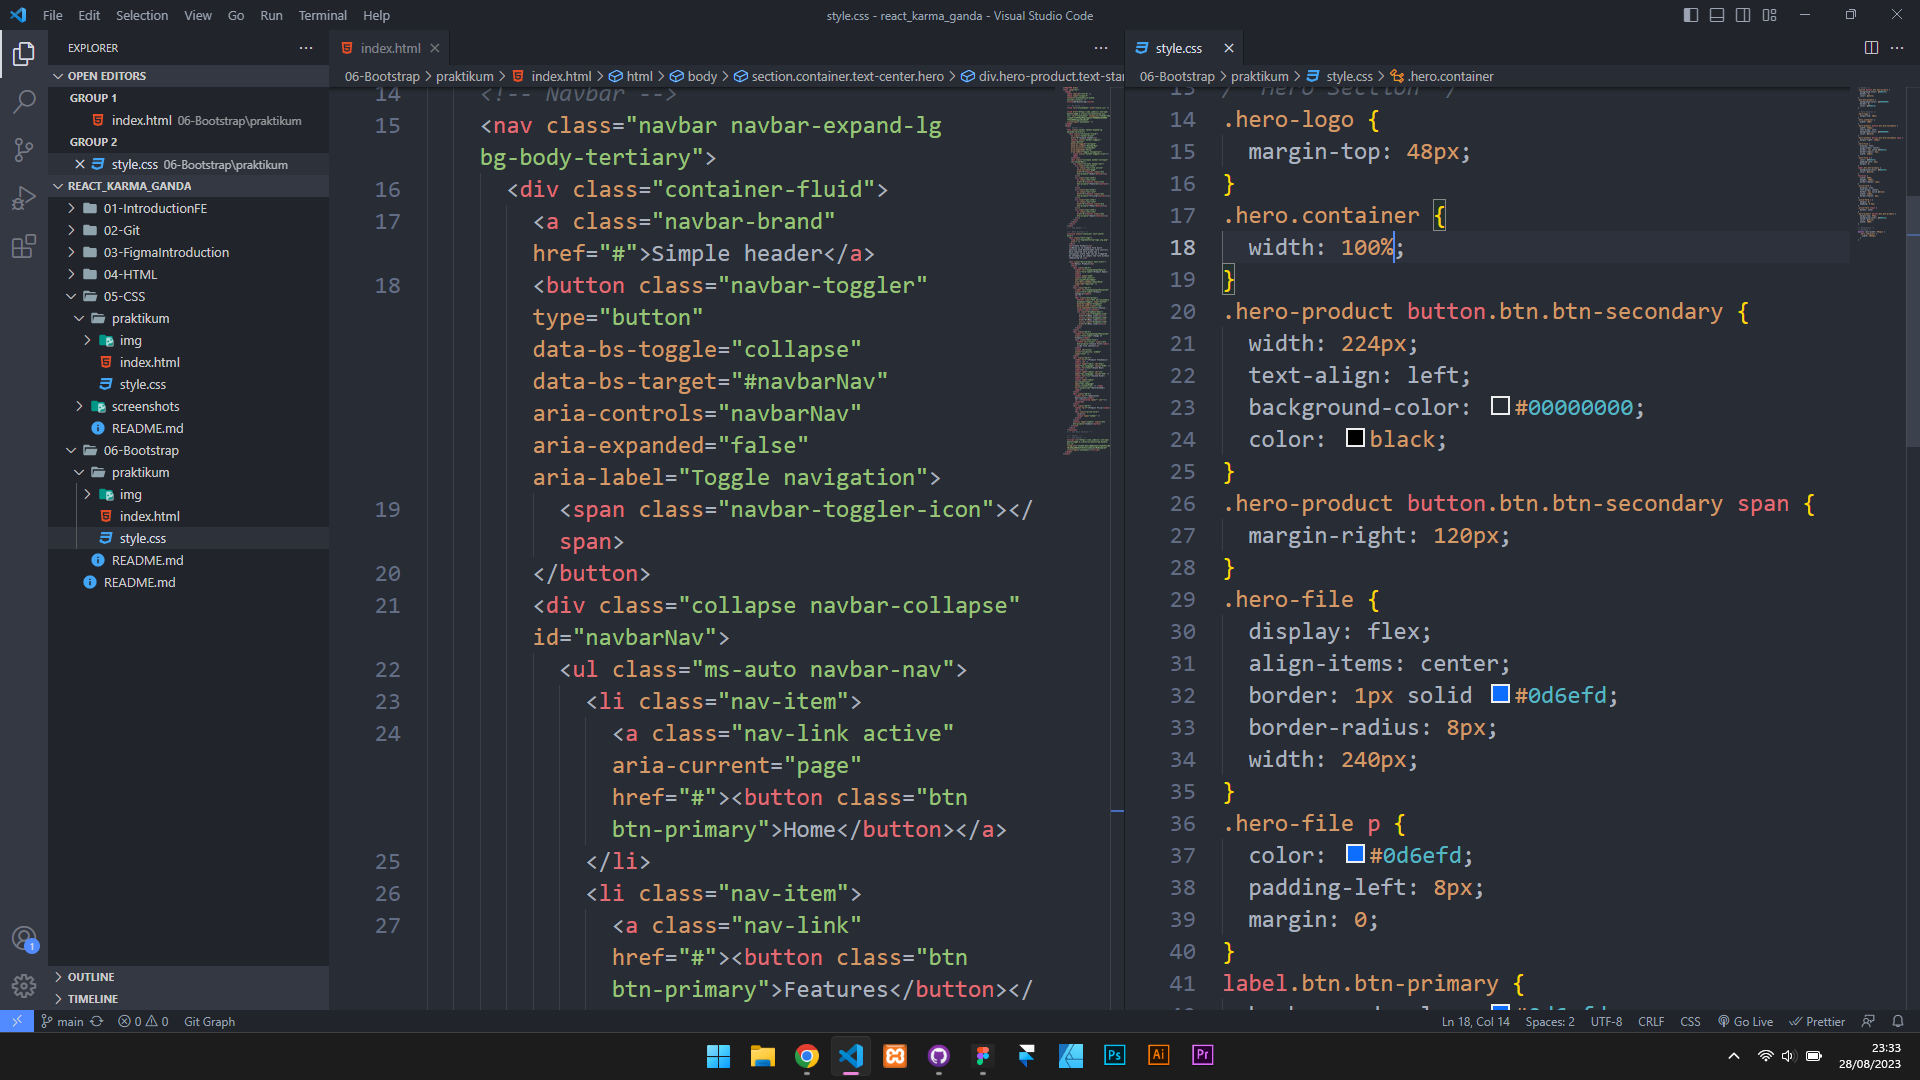 File Edit Selection View Go Run Terminal Help
style.css - react_karma_ganda - Visual Studio Code
EXPLORER
OPEN EDITORS
GROUP 1
index.html 06-Bootstrap\praktikum
GROUP 2
style.css 06-Bootstrap\praktikum
REACT_KARMA_GANDA
01-IntroductionFE
02-Git
03-FigmaIntroduction
04-HTML
05-CSS
praktikum
img
index.html
style.css
screenshots
README.md
06-Bootstrap
praktikum
img
index.html
style.css
README.md
README.md
OUTLINE
TIMELINE
index.html
06-Bootstrap > praktikum > index.html > html > body > section.container.text-center.hero > div.hero-product.text-star
14 <!-- Navbar -->
15 <nav class="navbar navbar-expand-lg
bg-body-tertiary">
16 <div class="container-fluid">
17 <a class="navbar-brand"
href="#">Simple header</a>
18 <button class="navbar-toggler"
type="button"
data-bs-toggle="collapse"
data-bs-target="#navbarNav"
aria-controls="navbarNav"
aria-expanded="false"
aria-label="Toggle navigation">
19 <span class="navbar-toggler-icon"></
span>
20 </button>
21 <div class="collapse navbar-collapse"
id="navbarNav">
22 <ul class="ms-auto navbar-nav">
23 <li class="nav-item">
24 <a class="nav-link active"
aria-current="page"
href="#"><button class="btn
btn-primary">Home</button></a>
25 </li>
26 <li class="nav-item">
27 <a class="nav-link"
href="#"><button class="btn
btn-primary">Features</button></
style.css
06-Bootstrap > praktikum > style.css > .hero.container
13 /* Hero Section */
14 .hero-logo {
15 margin-top: 48px;
16 }
17 .hero.container {
18 width: 100%;
19 }
20 .hero-product button.btn.btn-secondary {
21 width: 224px;
22 text-align: left;
23 background-color: #00000000;
24 color: black;
25 }
26 .hero-product button.btn.btn-secondary span {
27 margin-right: 120px;
28 }
29 .hero-file {
30 display: flex;
31 align-items: center;
32 border: 1px solid #0d6efd;
33 border-radius: 8px;
34 width: 240px;
35 }
36 .hero-file p {
37 color: #0d6efd;
38 padding-left: 8px;
39 margin: 0;
40 }
41 label.btn.btn-primary {
1
main 0 0 Git Graph
Ln 18, Col 14 Spaces: 2 UTF-8 CRLF CSS Go Live Prettier
Ps Ai Pr
23:33
28/08/2023